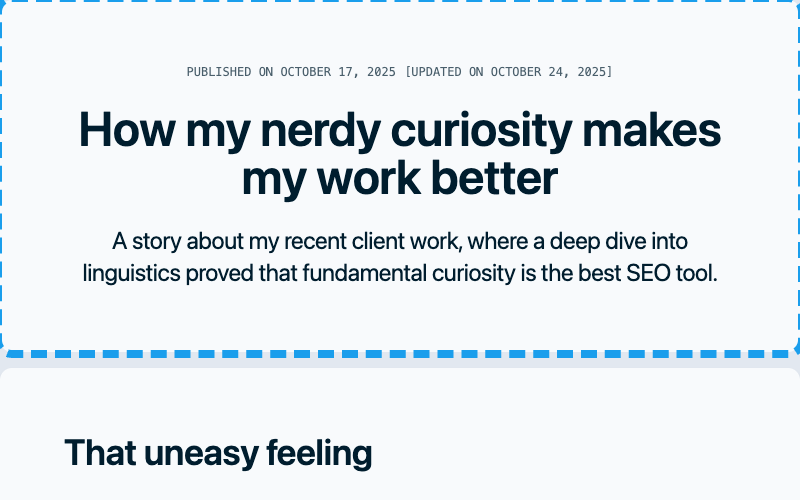 PUBLISHED ON OCTOBER 17, 2025 [UPDATED ON OCTOBER 24, 2025]
How my nerdy curiosity makes
my work better
A story about my recent client work, where a deep dive into
linguistics proved that fundamental curiosity is the best SEO tool.
That uneasy feeling